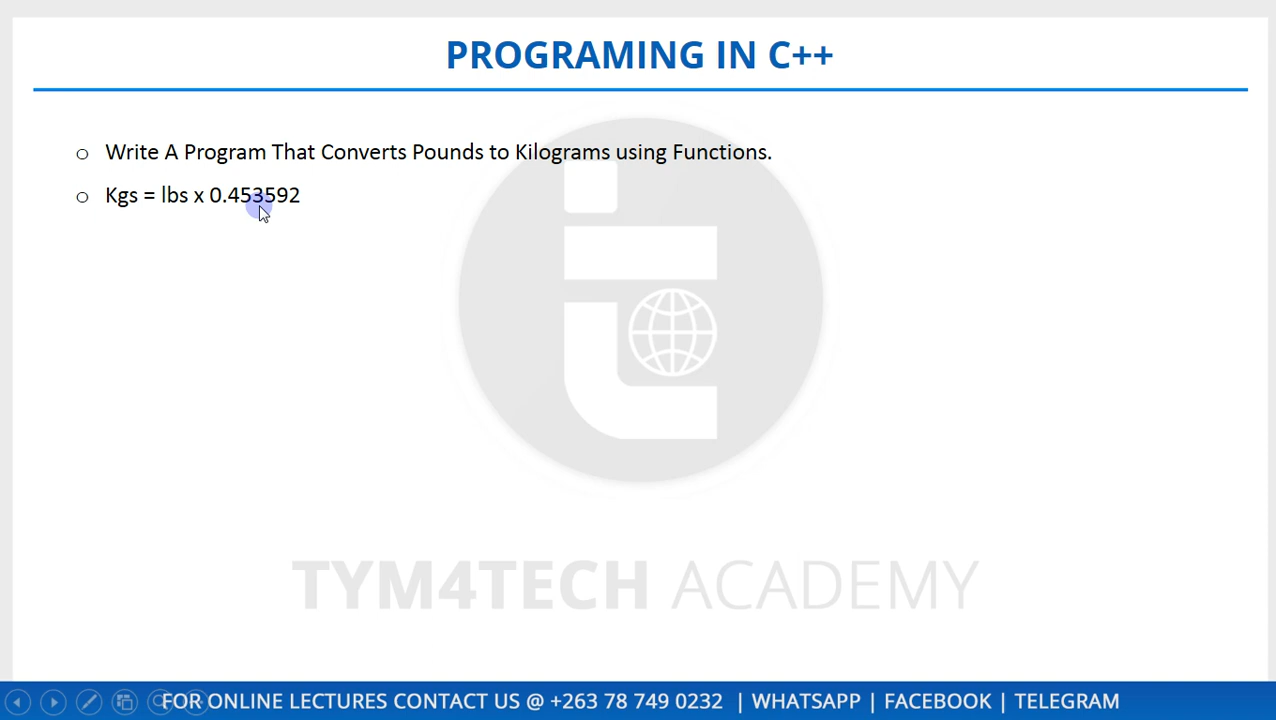 PROGRAMING IN C++
Write A Program That Converts Pounds to Kilograms using Functions.
Kgs = lbs x 0.453592
TYM4TECH ACADEMY
FOR ONLINE LECTURES CONTACT US @ +263 78 749 0232 | WHATSAPP | FACEBOOK | TELEGRAM